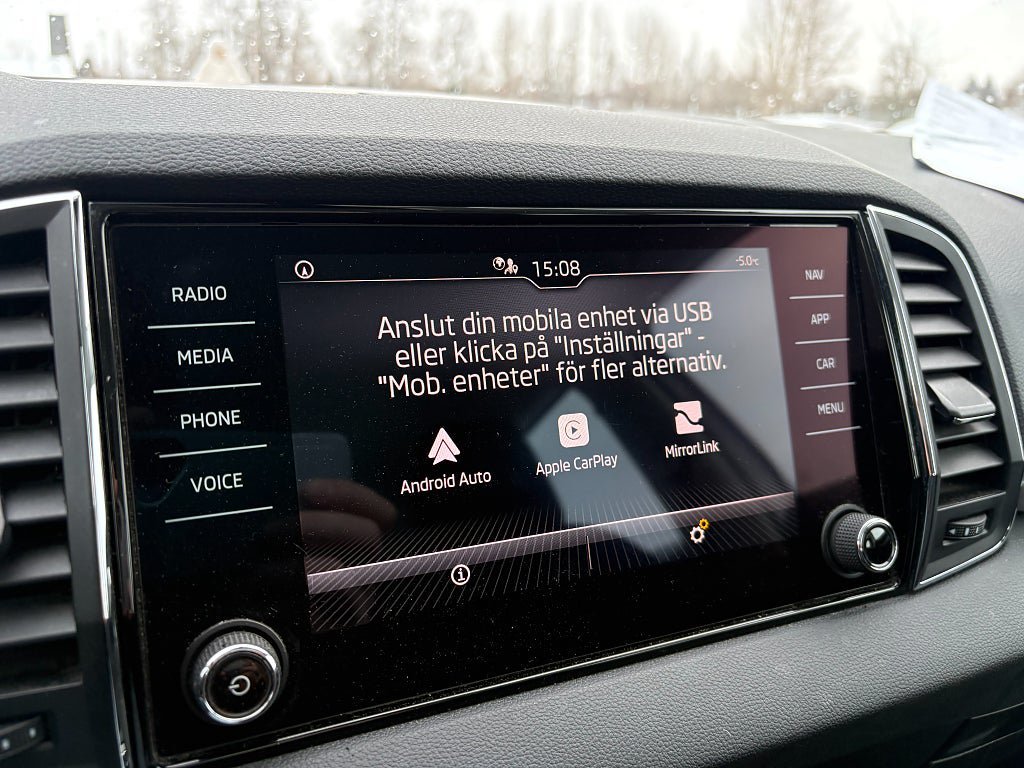 15:08
-5.0°C
RADIO
MEDIA
PHONE
VOICE
Anslut din mobila enhet via USB
eller klicka på "Inställningar" -
"Mob. enheter" för fler alternativ.
Android Auto
Apple CarPlay
MirrorLink
NAV
APP
CAR
MENU